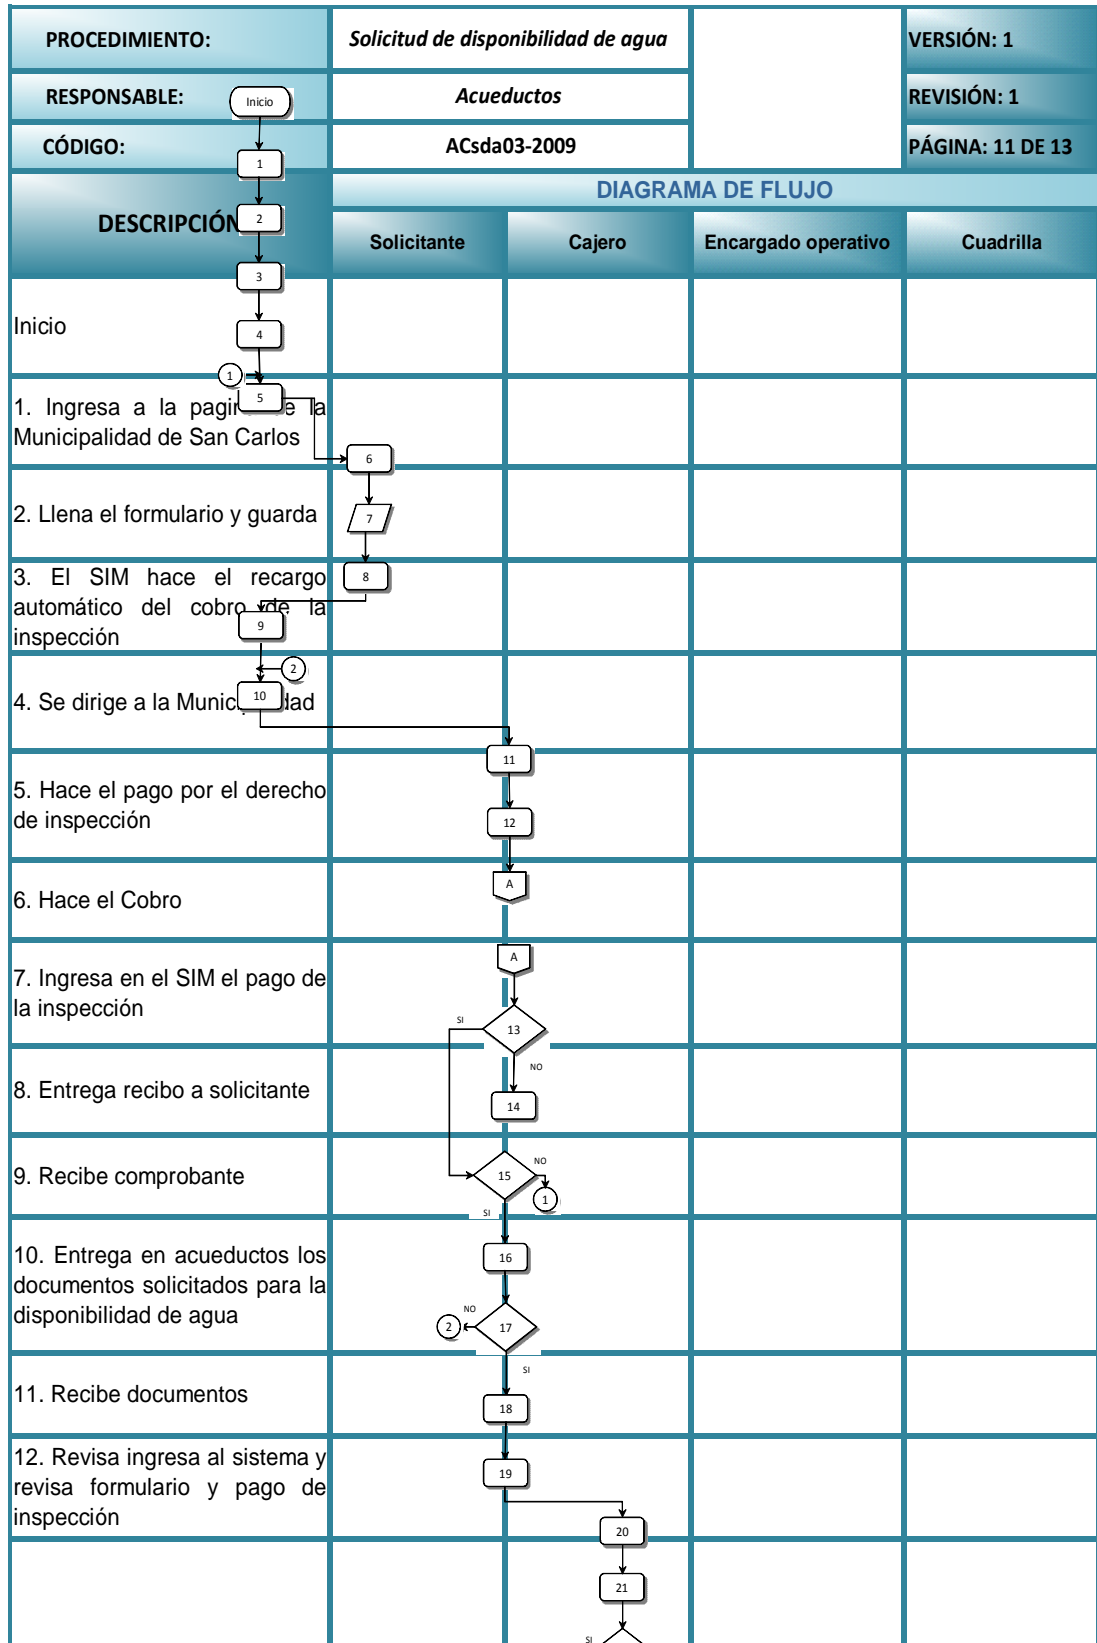 PROCEDIMIENTO:
Solicitud de disponibilidad de agua
VERSIÓN: 1
RESPONSABLE:
Acueductos
REVISIÓN: 1
CÓDIGO:
ACsda03-2009
PÁGINA: 11 DE 13
DESCRIPCIÓN
DIAGRAMA DE FLUJO
Solicitante
Cajero
Encargado operativo
Cuadrilla
Inicio
1. Ingresa a la pagina de la
Municipalidad de San Carlos
2. Llena el formulario y guarda
3. El SIM hace el recargo
automático del cobro de la
inspección
4. Se dirige a la Municipalidad
5. Hace el pago por el derecho
de inspección
6. Hace el Cobro
7. Ingresa en el SIM el pago de
la inspección
8. Entrega recibo a solicitante
9. Recibe comprobante
10. Entrega en acueductos los
documentos solicitados para la
disponibilidad de agua
11. Recibe documentos
12. Revisa ingresa al sistema y
revisa formulario y pago de
inspección
Inicio
1
2
3
4
1
5
6
7
8
9
2
10
11
12
A
A
SI
13
NO
14
15
NO
1
SI
16
NO
2
17
SI
18
19
20
21
SI